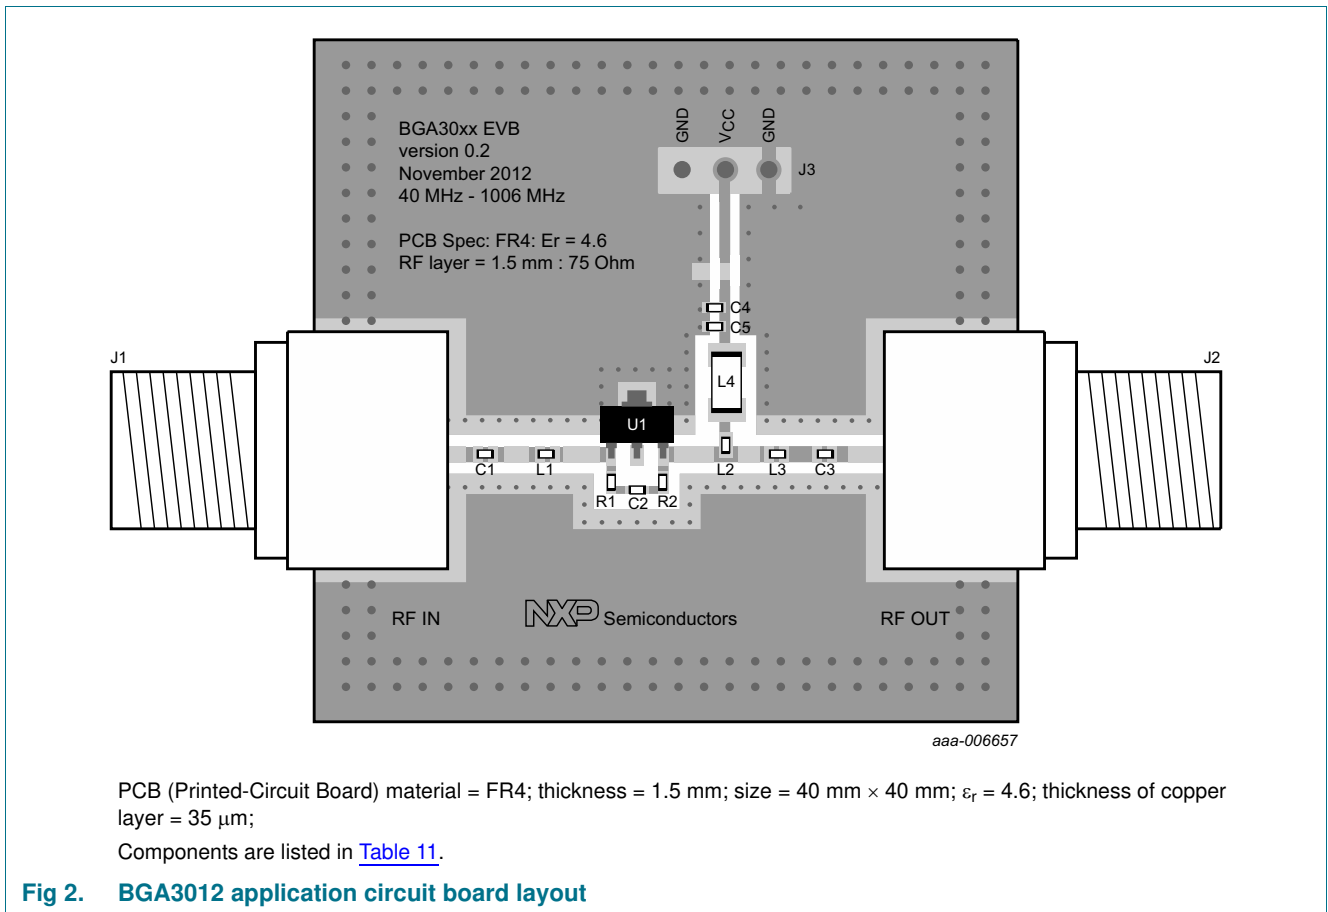 GND VCC GND
BGA30xx EVB
version 0.2
November 2012
40 MHz - 1006 MHz
J3
PCB Spec: FR4: Er = 4.6
RF layer = 1.5 mm : 75 Ohm
C4
C5
J1
J2
L4
U1
C1 L1 L2 L3 C3
R1 C2 R2
RF IN
NXP Semiconductors
RF OUT
aaa-006657
PCB (Printed-Circuit Board) material = FR4; thickness = 1.5 mm; size = 40 mm × 40 mm; εr = 4.6; thickness of copper
layer = 35 μm;
Components are listed in Table 11.
Fig 2. BGA3012 application circuit board layout